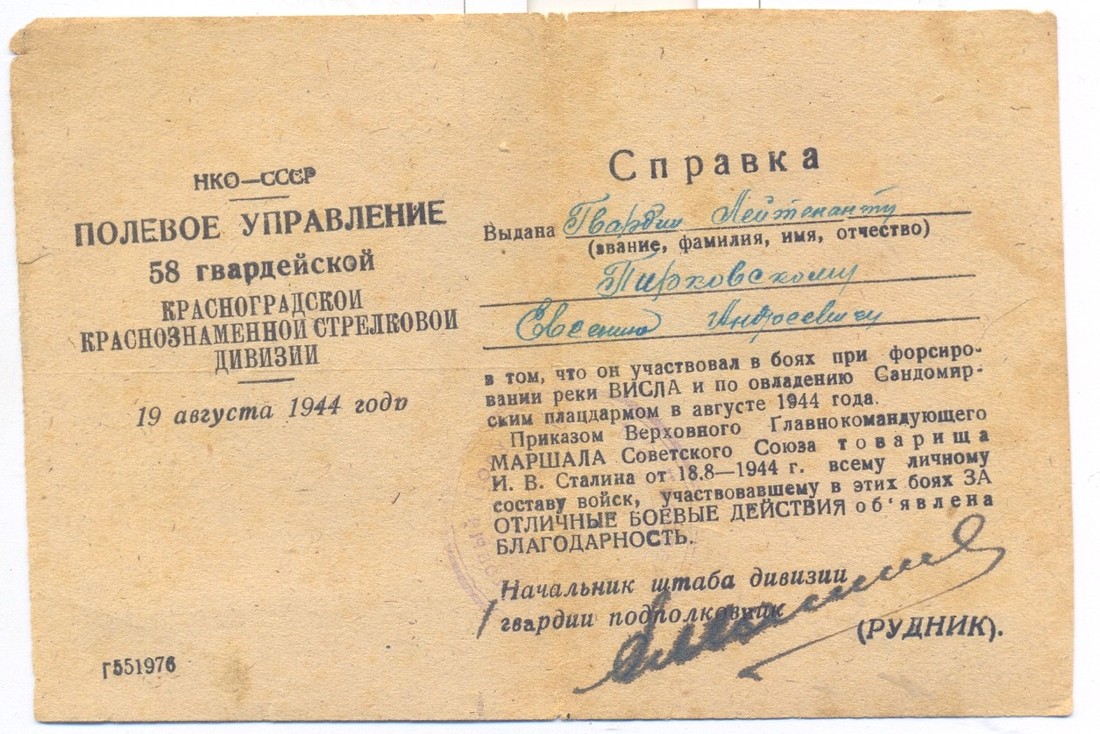 НКО—СССР
ПОЛЕВОЕ УПРАВЛЕНИЕ
58 гвардейской
КРАСНОГРАДСКОЙ
КРАСНОЗНАМЕННОЙ СТРЕЛКОВОЙ
ДИВИЗИИ
19 августа 1944 года
Г551976
Справка
Выдана Гвардии Лейтенанту
(звание, фамилия, имя, отчество)
Пирковскому
Евсению Андреевичу
в том, что он участвовал в боях при форсиро-
вании реки ВИСЛА и по овладению Сандомир-
ским плацдармом в августе 1944 года.
Приказом Верховного Главнокомандующего
МАРШАЛА Советского Союза товарища
И. В. Сталина от 18.8—1944 г. всему личному
составу войск, участвовавшему в этих боях ЗА
ОТЛИЧНЫЕ БОЕВЫЕ ДЕЙСТВИЯ об‘явлена
БЛАГОДАРНОСТЬ.
Начальник штаба дивизии
гвардии подполковник
(РУДНИК).